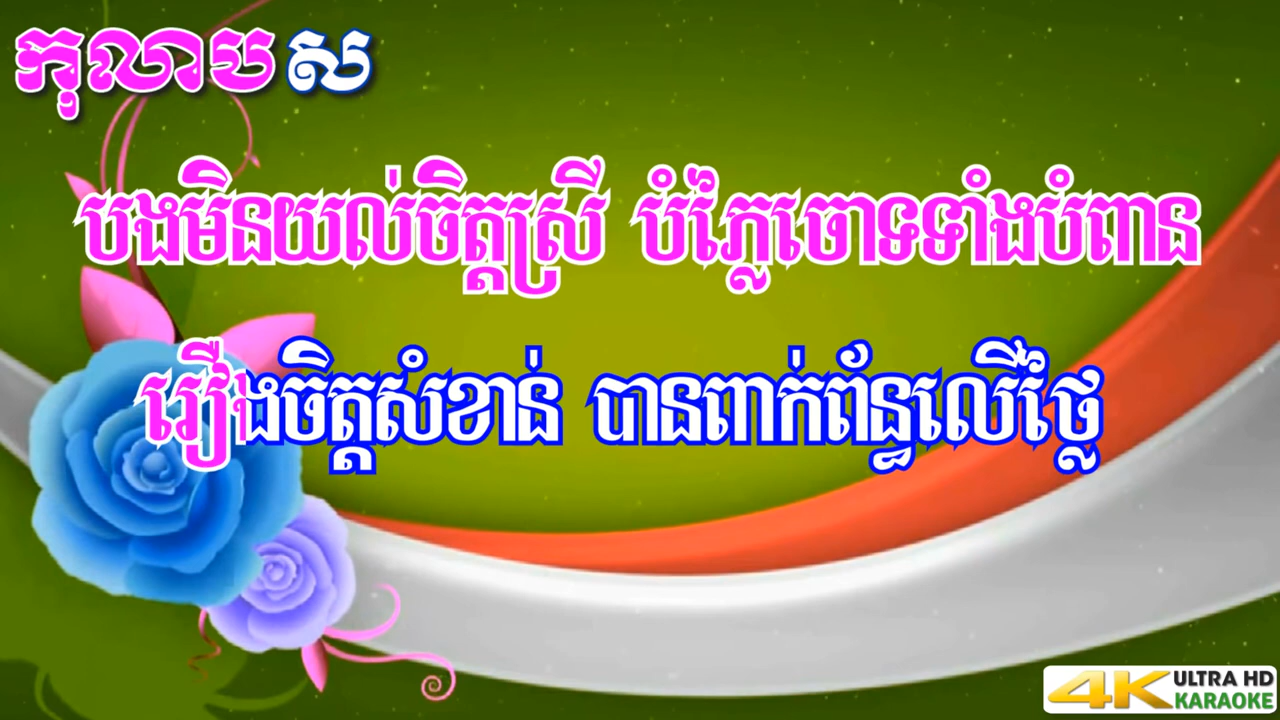 កុលាប ស
បងមិនយល់ចិត្តស្រី បំភ្លៃចោទទាំងបំពាន
រឿងចិត្តសំខាន់ បានពាក់ព័ន្ធលើថ្លៃ
4K ULTRA HD
KARAOKE